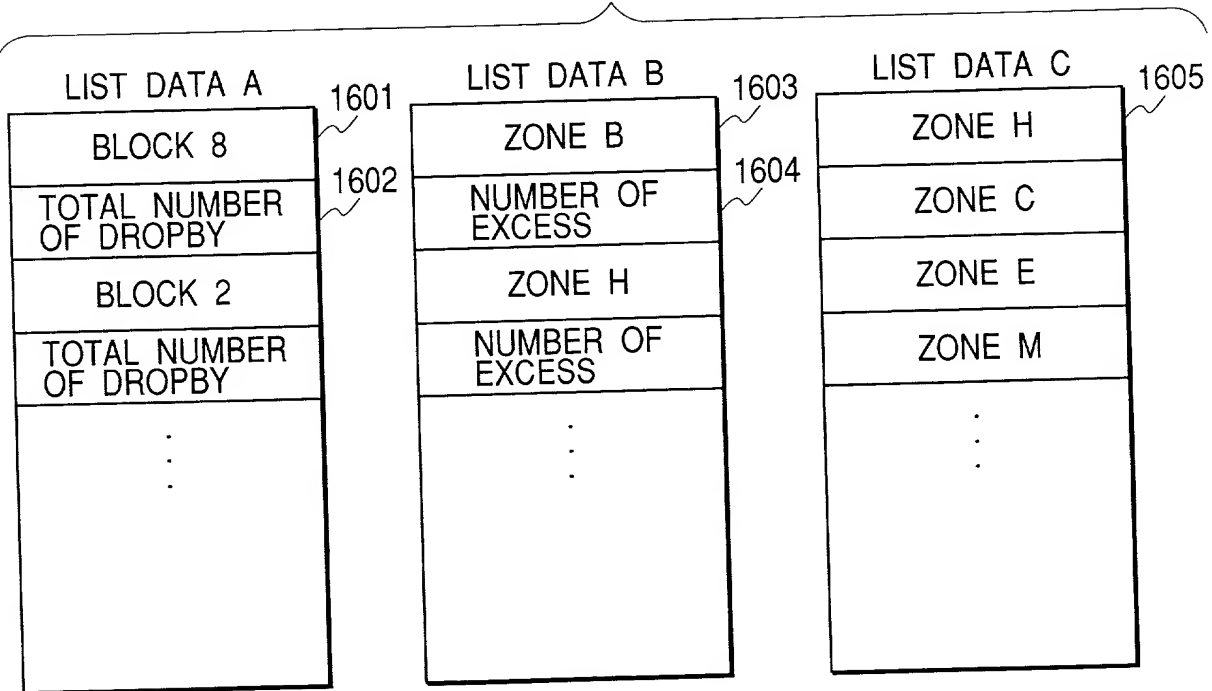 LIST DATA A
BLOCK 8
1601
TOTAL NUMBER
OF DROPBY
1602
BLOCK 2
TOTAL NUMBER
OF DROPBY
LIST DATA B
ZONE B
1603
NUMBER OF
EXCESS
1604
ZONE H
NUMBER OF
EXCESS
LIST DATA C
ZONE H
1605
ZONE C
ZONE E
ZONE M